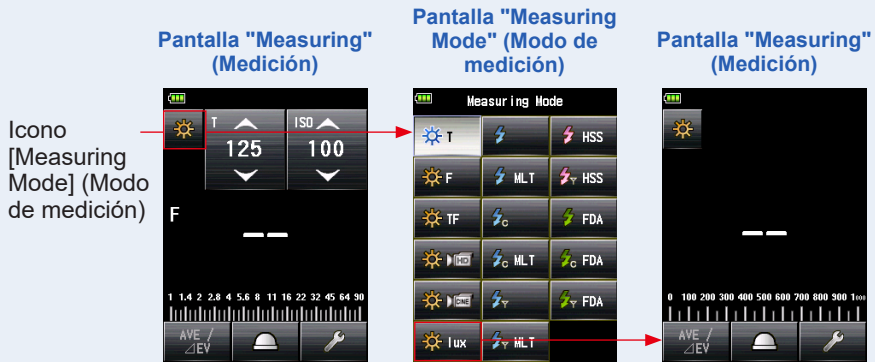 Pantalla "Measuring"
(Medición)
Pantalla "Measuring
Mode" (Modo de
medición)
Pantalla "Measuring"
(Medición)
Icono
[Measuring
Mode] (Modo
de medición)
T
ISO
125
100
F
1 1.4 2 2.8 4 5.6 8 11 16 22 32 45 64 90
AVE /
⊿EV
Measuring Mode
T
HSS
F
MLT
HSS
TF
C
FDA
HD
C MLT
C FDA
CINE
FDA
lux
MLT
0 100 200 300 400 500 600 700 800 900 1000
AVE /
⊿EV